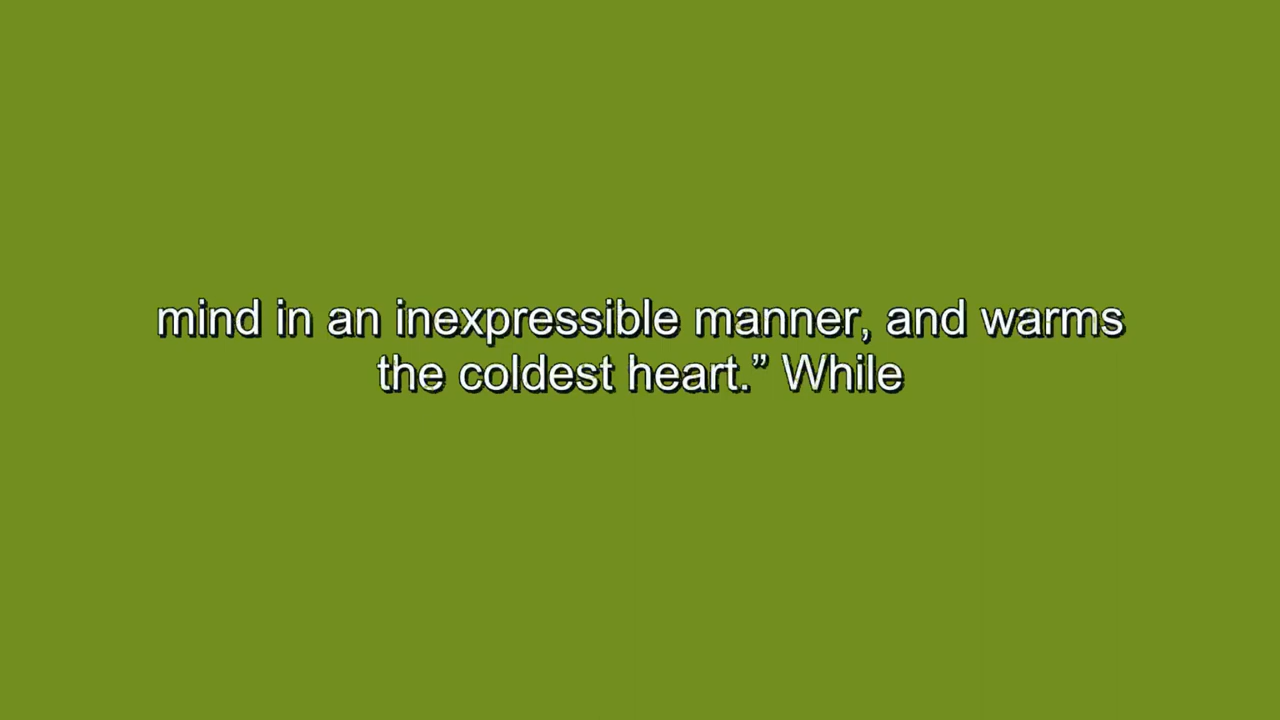 mind in an inexpressible manner, and warms
the coldest heart.” While